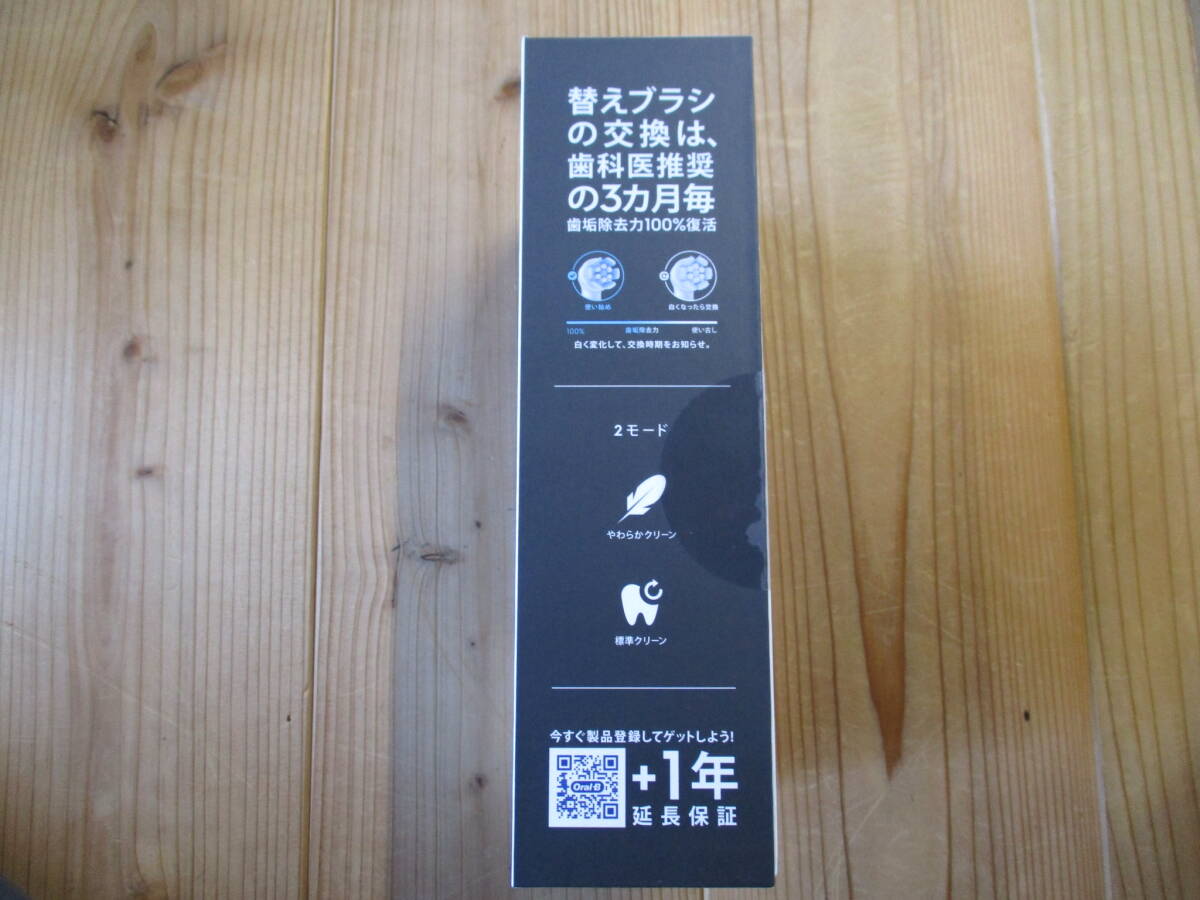 替えブラシ
の交換は、
歯科医推奨
の3カ月毎
歯垢除去力100%復活
使い始め
白くなったら交換
100%
歯垢除去力
使い古し
白く変化して、交換時期をお知らせ。
2モード
やわらかクリーン
標準クリーン
今すぐ製品登録してゲットしよう!
Oral-B
+1年
延長保証